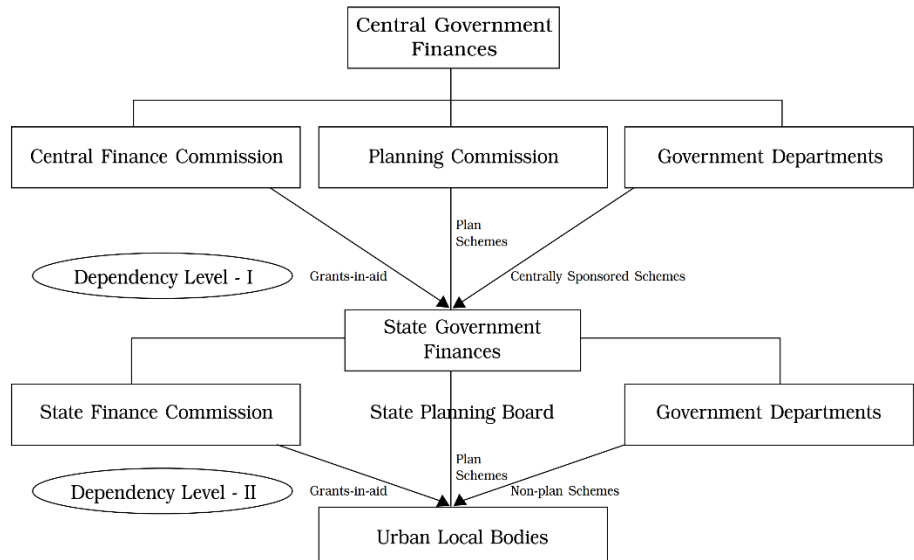 Central Government
Finances
Central Finance Commission
Planning Commission
Government Departments
Plan
Schemes
Dependency Level - I
Grants-in-aid
Centrally Sponsored Schemes
State Government
Finances
State Finance Commission
State Planning Board
Government Departments
Plan
Schemes
Dependency Level - II
Grants-in-aid
Non-plan Schemes
Urban Local Bodies